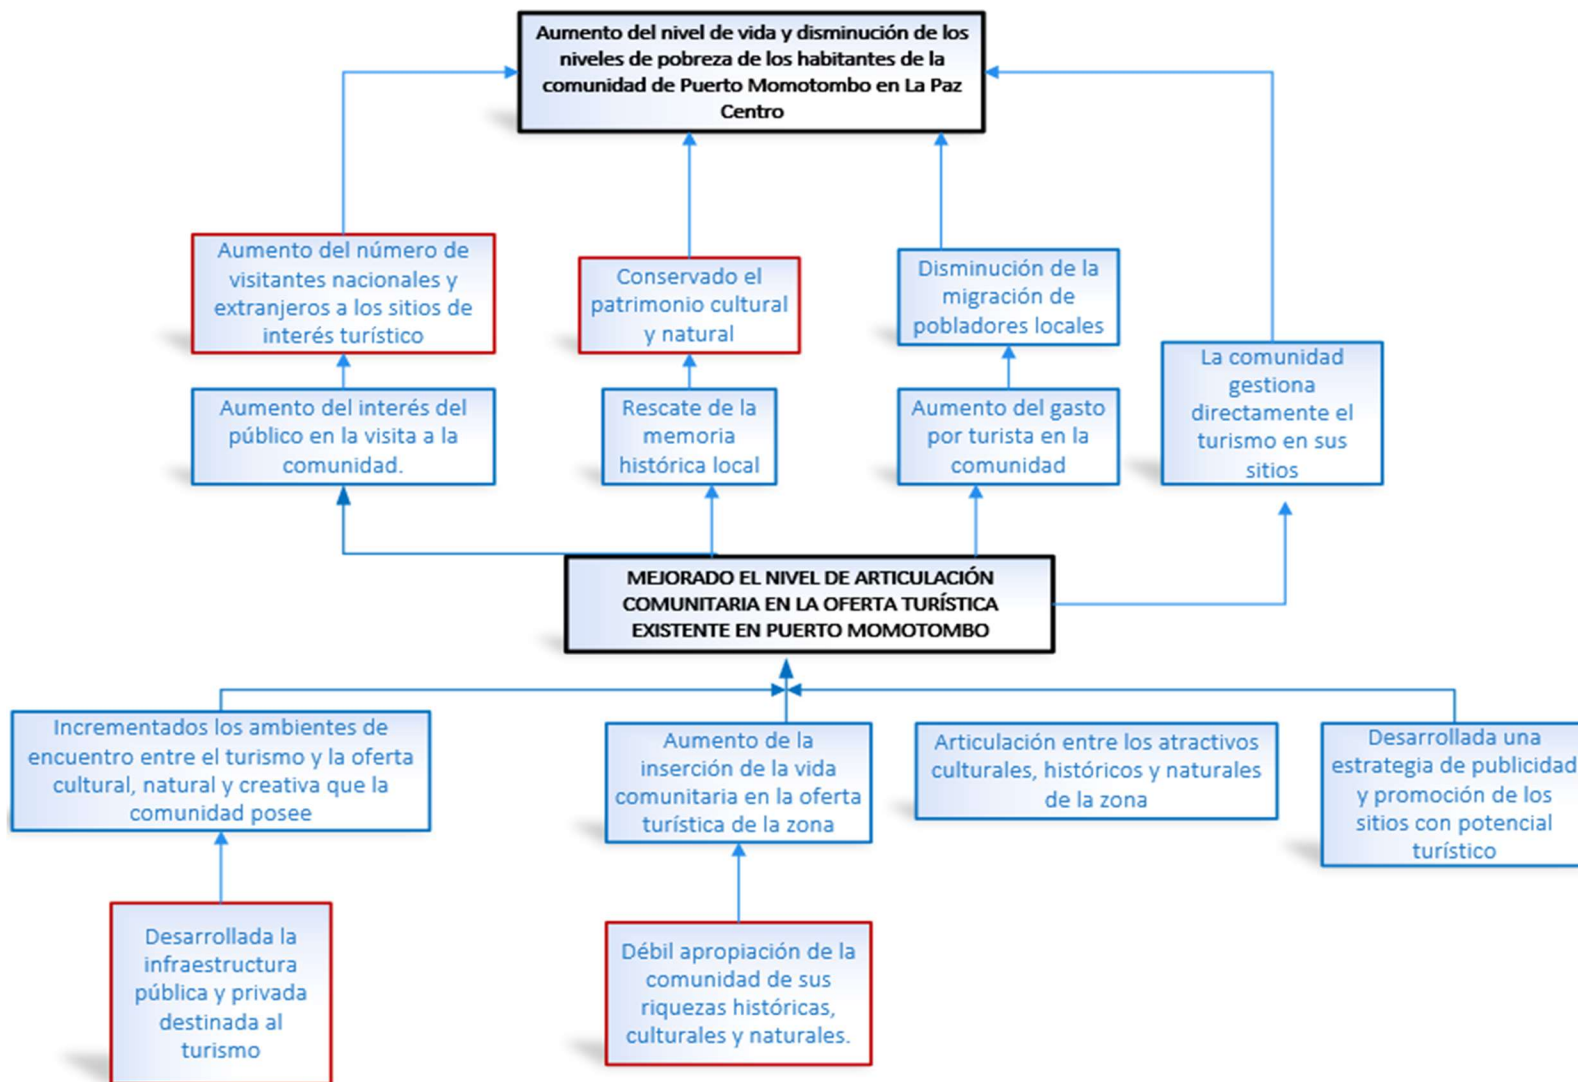 Aumento del nivel de vida y disminución de los
niveles de pobreza de los habitantes de la
comunidad de Puerto Momotombo en La Paz
Centro
Aumento del número de
visitantes nacionales y
extranjeros a los sitios de
interés turístico
Conservado el
patrimonio cultural
y natural
Disminución de la
migración de
pobladores locales
La comunidad
gestiona
directamente el
turismo en sus
sitios
Aumento del interés del
público en la visita a la
comunidad.
Rescate de la
memoria
histórica local
Aumento del gasto
por turista en la
comunidad
MEJORADO EL NIVEL DE ARTICULACIÓN
COMUNITARIA EN LA OFERTA TURÍSTICA
EXISTENTE EN PUERTO MOMOTOMBO
Incrementados los ambientes de
encuentro entre el turismo y la oferta
cultural, natural y creativa que la
comunidad posee
Aumento de la
inserción de la vida
comunitaria en la oferta
turística de la zona
Articulación entre los atractivos
culturales, históricos y naturales
de la zona
Desarrollada una
estrategia de publicidad
y promoción de los
sitios con potencial
turístico
Desarrollada la
infraestructura
pública y privada
destinada al
turismo
Débil apropiación de la
comunidad de sus
riquezas históricas,
culturales y naturales.